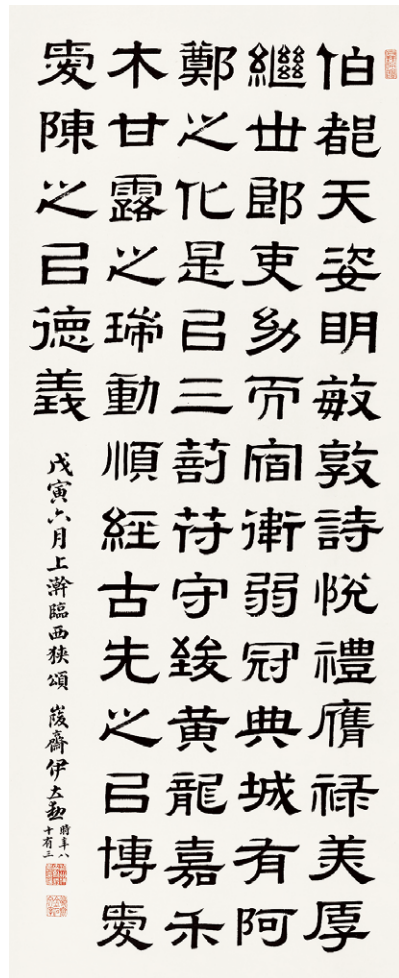 伯都天姿明敏敦詩悅禮膺祿美厚
繼世郎吏幼而宿衛弱冠典城有阿
鄭之化是㠯三剖符守致黃龍嘉禾
木甘露之瑞動順經古先之㠯博愛
愛陳之㠯德義
戊寅六月上澣臨西狹頌 峻齋伊立勳 時年八十有三